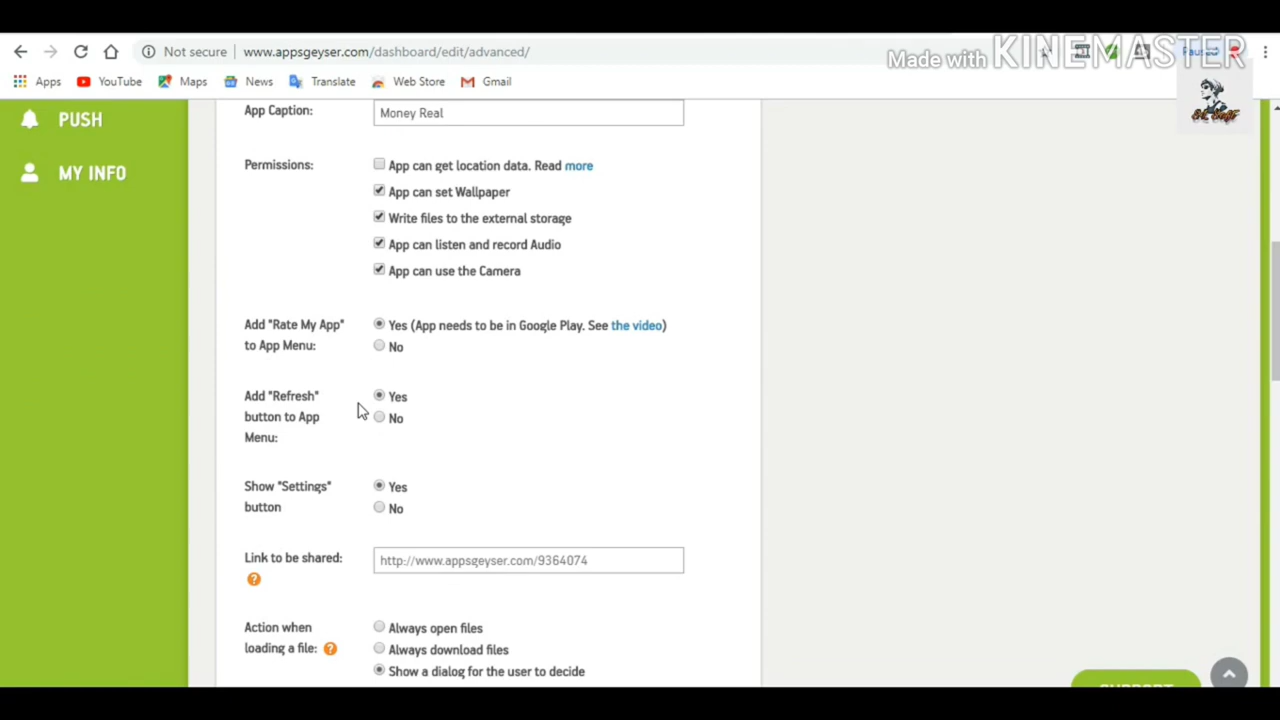 Not secure www.appsgeyser.com/dashboard/edit/advanced/
Made with KINEMASTER
Paused
Apps YouTube Maps News Translate Web Store Gmail
PUSH
MY INFO
App Caption: Money Real
Permissions: App can get location data. Read more
App can set Wallpaper
Write files to the external storage
App can listen and record Audio
App can use the Camera
Add "Rate My App" Yes (App needs to be in Google Play. See the video)
to App Menu: No
Add "Refresh" Yes
button to App No
Menu:
Show "Settings" Yes
button No
Link to be shared: http://www.appsgeyser.com/9364074
?
Action when Always open files
loading a file: ? Always download files
Show a dialog for the user to decide
SUPPORT